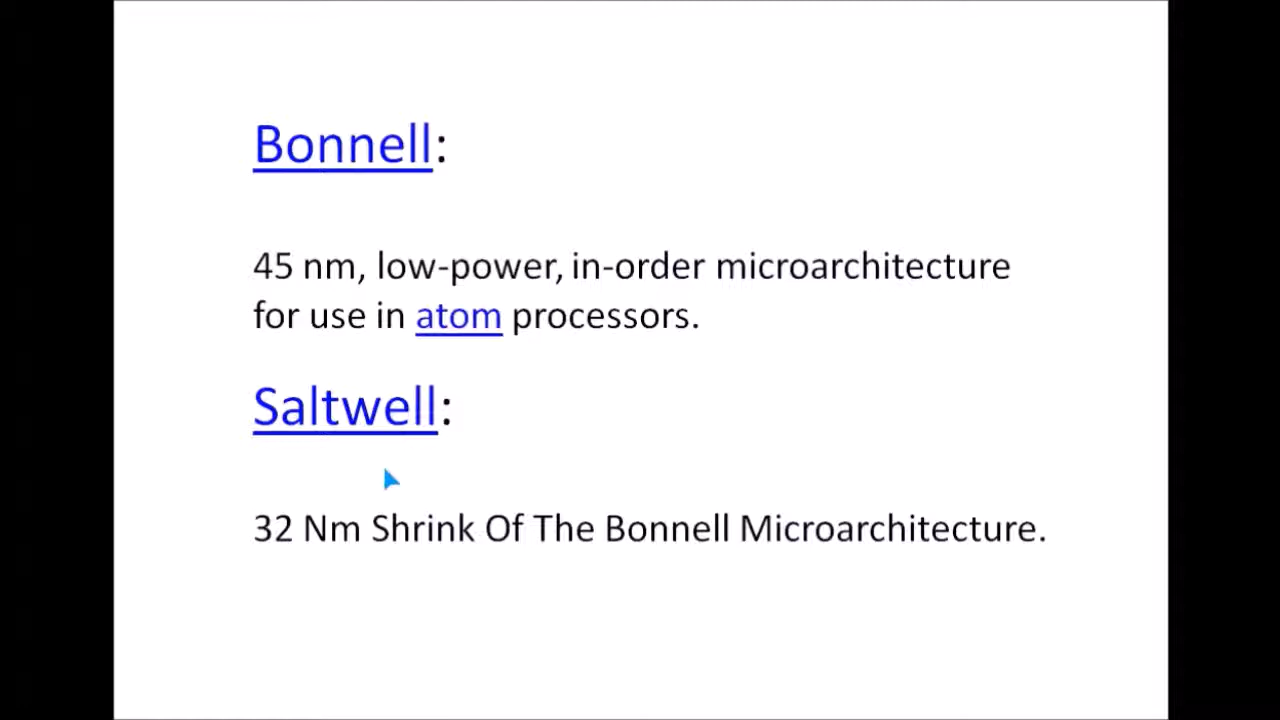 Bonnell:
45 nm, low-power, in-order microarchitecture
for use in atom processors.
Saltwell:
32 Nm Shrink Of The Bonnell Microarchitecture.